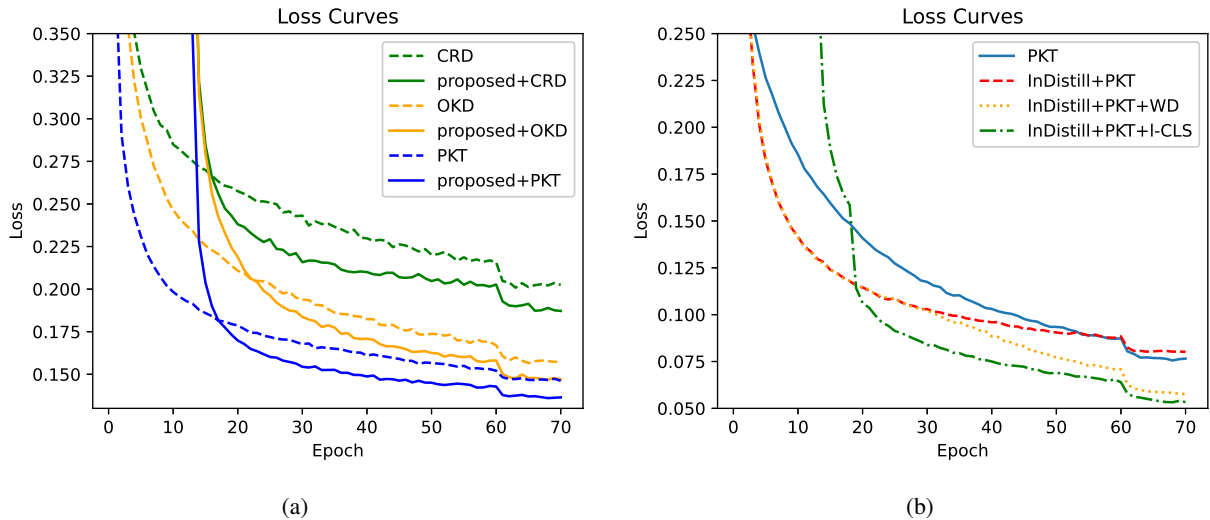 Loss Curves
0.350
0.325
0.300
0.275
0.250
0.225
0.200
0.175
0.150
Loss
0 10 20 30 40 50 60 70
Epoch
CRD
proposed+CRD
OKD
proposed+OKD
PKT
proposed+PKT
(a)
Loss Curves
0.250
0.225
0.200
0.175
0.150
0.125
0.100
0.075
0.050
Loss
0 10 20 30 40 50 60 70
Epoch
PKT
InDistill+PKT
InDistill+PKT+WD
InDistill+PKT+I-CLS
(b)